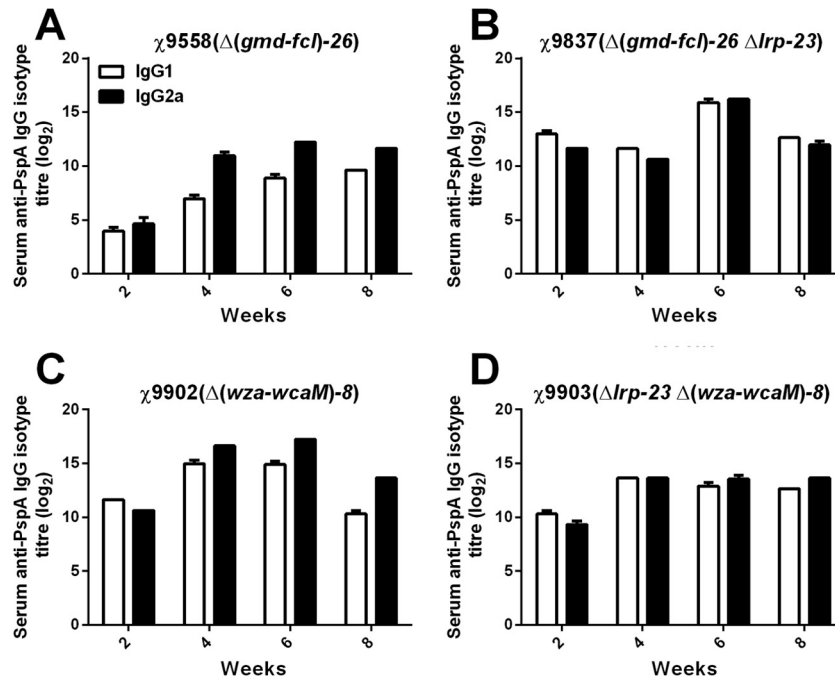 A
χ9558(Δ(gmd-fcl)-26)
Serum anti-PspA IgG isotype
titre (log2)
20
15
10
5
0
IgG1
IgG2a
2
4
6
8
Weeks
B
χ9837(Δ(gmd-fcl)-26 Δlrp-23)
Serum anti-PspA IgG isotype
titre (log2)
20
15
10
5
0
2
4
6
8
Weeks
C
χ9902(Δ(wza-wcaM)-8)
Serum anti-PspA IgG isotype
titre (log2)
20
15
10
5
0
2
4
6
8
Weeks
D
χ9903(Δlrp-23 Δ(wza-wcaM)-8)
Serum anti-PspA IgG isotype
titre (log2)
20
15
10
5
0
2
4
6
8
Weeks